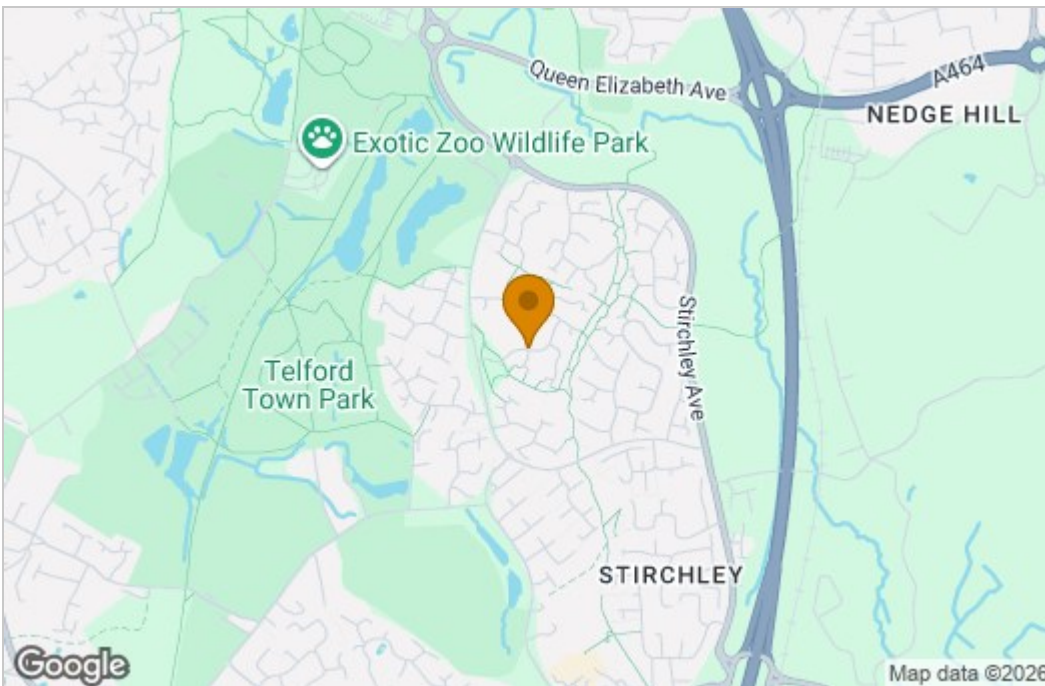 Queen Elizabeth Ave
A464
NEDGE HILL
Exotic Zoo Wildlife Park
Stirchley Ave
Telford
Town Park
STIRCHLEY
Google
Map data ©2026